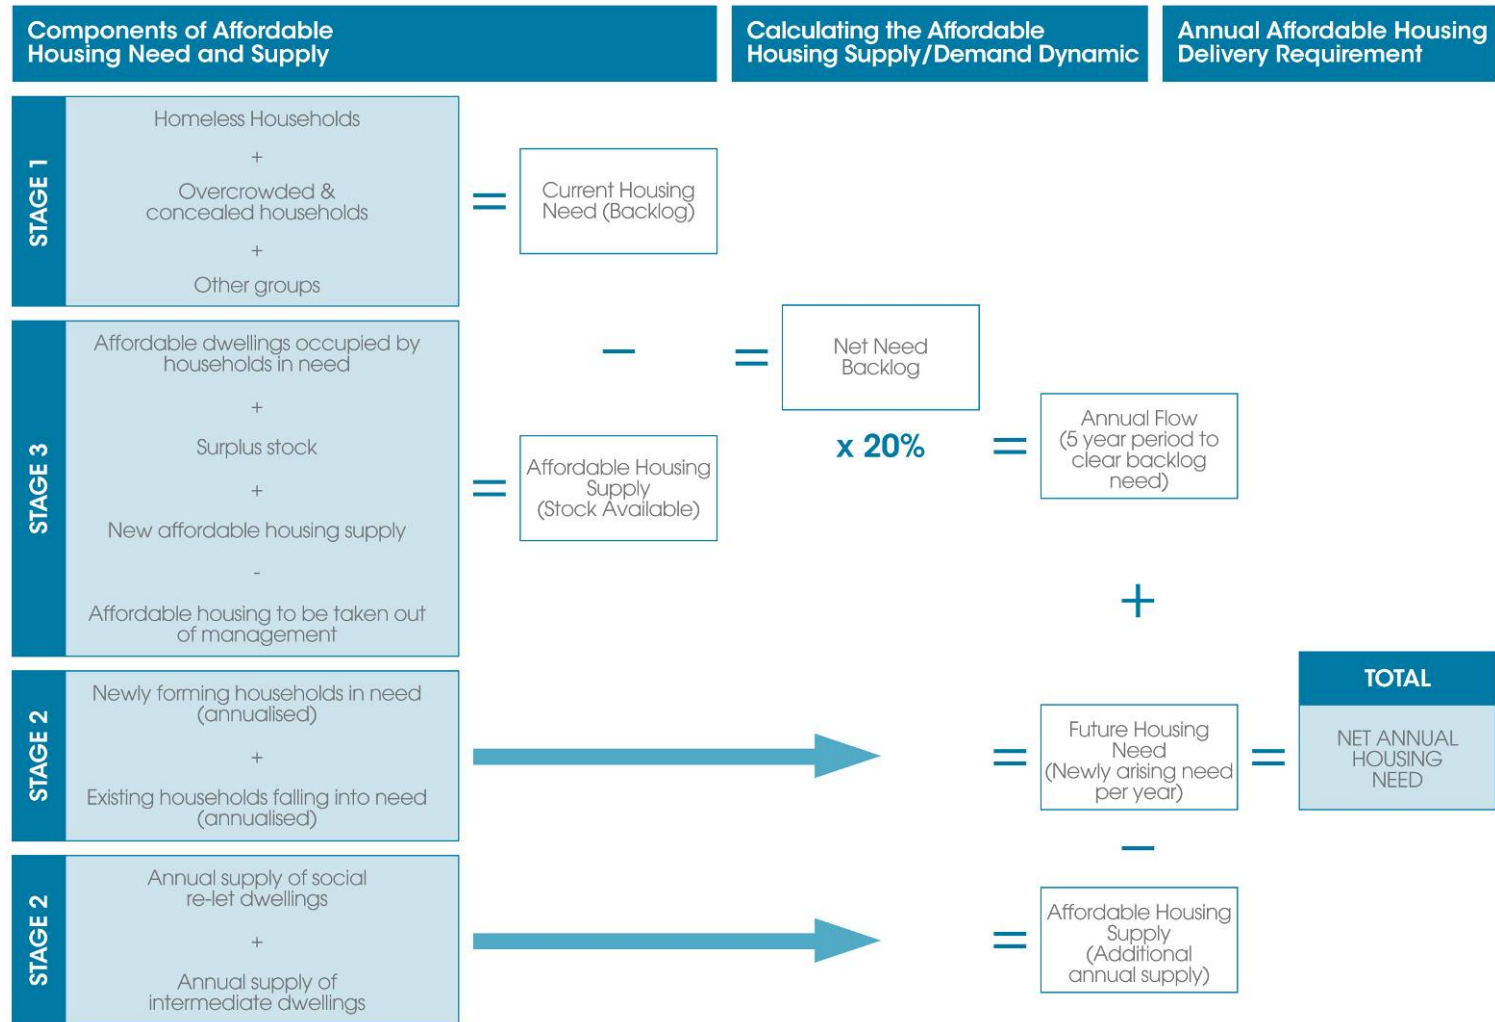 Components of Affordable
Housing Need and Supply
Calculating the Affordable
Housing Supply/Demand Dynamic
Annual Affordable Housing
Delivery Requirement
STAGE 1
Homeless Households
+
Overcrowded &
concealed households
+
Other groups
=
Current Housing
Need (Backlog)
STAGE 3
Affordable dwellings occupied by
households in need
+
Surplus stock
+
New affordable housing supply
-
Affordable housing to be taken out
of management
=
Affordable Housing
Supply
(Stock Available)
−
=
Net Need
Backlog
x 20%
=
Annual Flow
(5 year period to
clear backlog
need)
+
STAGE 2
Newly forming households in need
(annualised)
+
Existing households falling into need
(annualised)
=
Future Housing
Need
(Newly arising need
per year)
=
TOTAL
NET ANNUAL
HOUSING
NEED
−
STAGE 2
Annual supply of social
re-let dwellings
+
Annual supply of
intermediate dwellings
=
Affordable Housing
Supply
(Additional
annual supply)